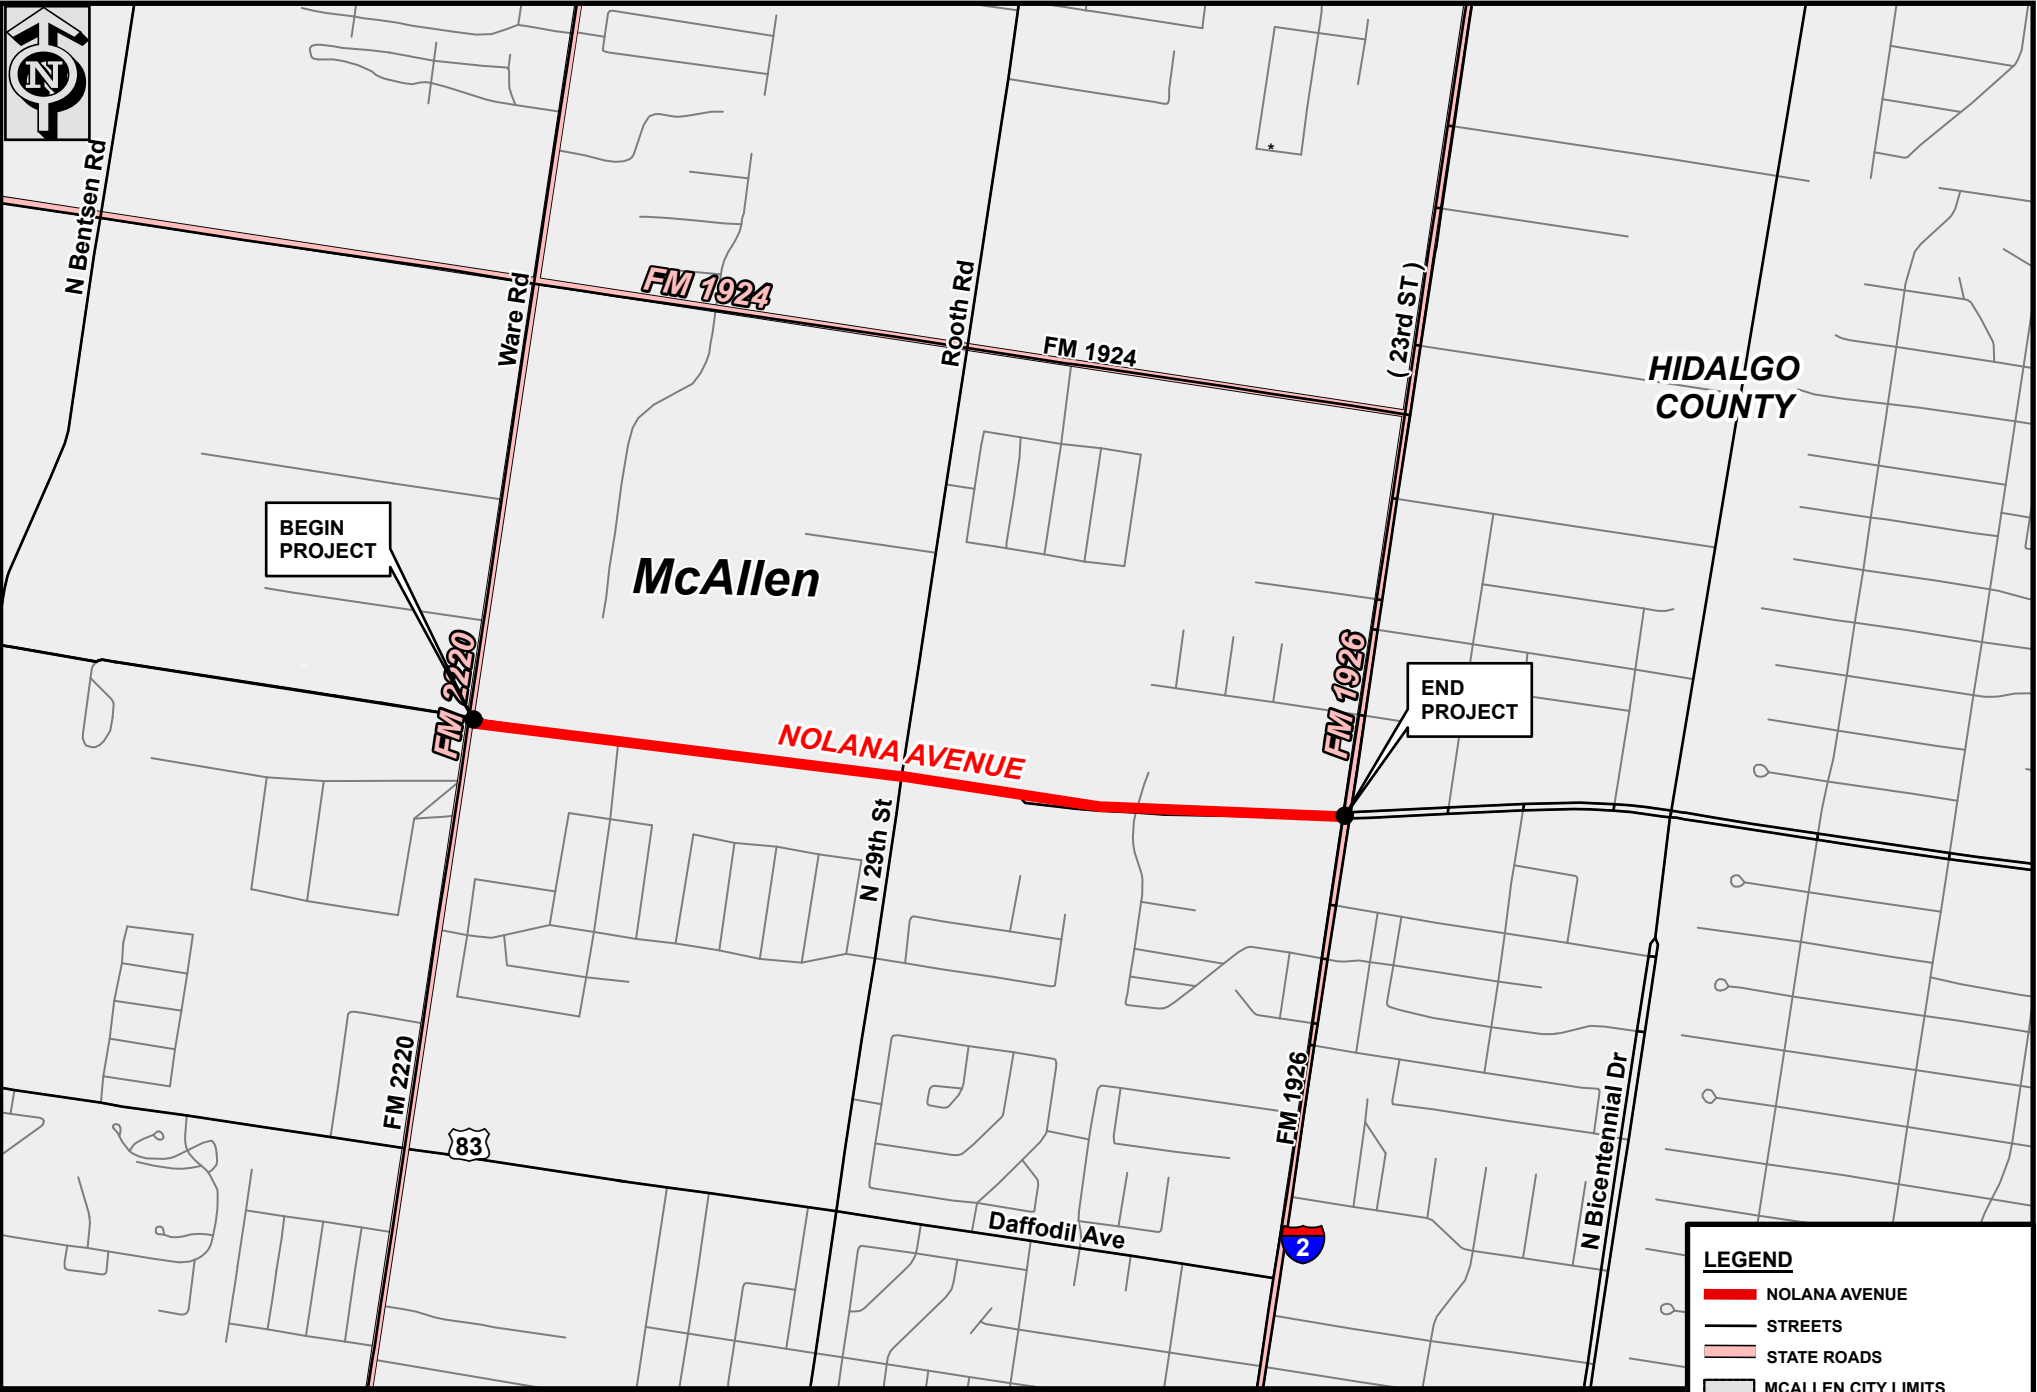 N
N Bentsen Rd
Ware Rd
FM 1924
Rooth Rd
FM 1924
( 23rd ST )
*
HIDALGO
COUNTY
BEGIN
PROJECT
McAllen
FM 2220
FM 1926
END
PROJECT
NOLANA AVENUE
N 29th St
FM 2220
83
FM 1926
N Bicentennial Dr
Daffodil Ave
2
LEGEND
NOLANA AVENUE
STREETS
STATE ROADS
MCALLEN CITY LIMITS